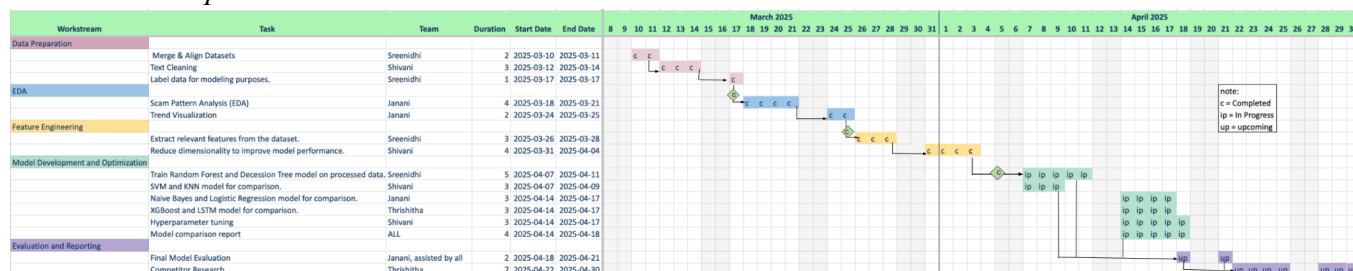 March 2025 April 2025
Workstream Task Team Duration Start Date End Date 8 9 10 11 12 13 14 15 16 17 18 19 20 21 22 23 24 25 26 27 28 29 30 31 1 2 3 4 5 6 7 8 9 10 11 12 13 14 15 16 17 18 19 20 21 22 23 24 25 26 27 28 29
Data Preparation
Merge & Align Datasets Sreenidhi 2 2025-03-10 2025-03-11 c c
Text Cleaning Shivani 3 2025-03-12 2025-03-14 c c c
Label data for modeling purposes. Sreenidhi 1 2025-03-17 2025-03-17 c
EDA c
Scam Pattern Analysis (EDA) Janani 4 2025-03-18 2025-03-21 c c c c
Trend Visualization Janani 2 2025-03-24 2025-03-25 c c
Feature Engineering c
Extract relevant features from the dataset. Sreenidhi 3 2025-03-26 2025-03-28 c c c
Reduce dimensionality to improve model performance. Shivani 4 2025-03-31 2025-04-04 c c c c
Model Development and Optimization
Train Random Forest and Decession Tree model on processed data. Sreenidhi 5 2025-04-07 2025-04-11 c ip ip ip ip ip
SVM and KNN model for comparison. Shivani 3 2025-04-07 2025-04-09 ip ip ip
Naive Bayes and Logistic Regression model for comparison. Janani 3 2025-04-14 2025-04-17 ip ip ip ip
XGBoost and LSTM model for comparison. Thrishitha 3 2025-04-14 2025-04-17 ip ip ip ip
Hyperparameter tuning Shivani 3 2025-04-14 2025-04-17 ip ip ip ip ip
Model comparison report ALL 4 2025-04-14 2025-04-18 ip ip ip ip ip
Evaluation and Reporting
Final Model Evaluation Janani, assisted by all 2 2025-04-18 2025-04-21 up up
Competitor Research Thrishitha 7 2025-04-22 2025-04-30 up up up up up up
note:
c = Completed
ip = In Progress
up = upcoming